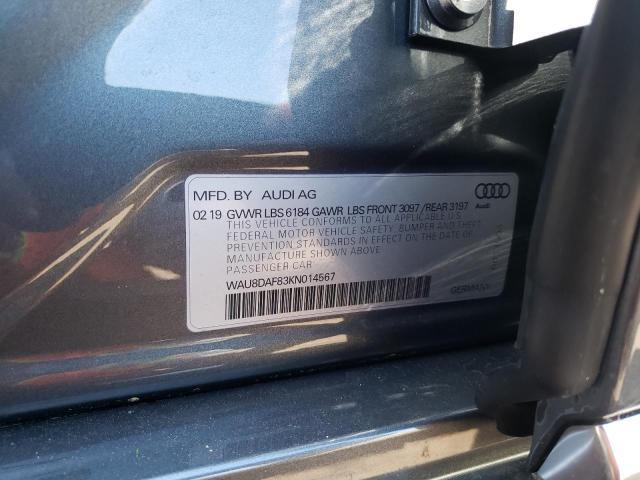 MFD. BY AUDI AG
02 19 GVWR LBS 6184 GAWR LBS FRONT 3097 / REAR 3197
Audi
THIS VEHICLE CONFORMS TO ALL APPLICABLE U.S.
FEDERAL MOTOR VEHICLE SAFETY, BUMPER AND THEFT
PREVENTION STANDARDS IN EFFECT ON THE DATE
OF MANUFACTURE SHOWN ABOVE
PASSENGER CAR
WAU8DAF83KN014567
GERMANY